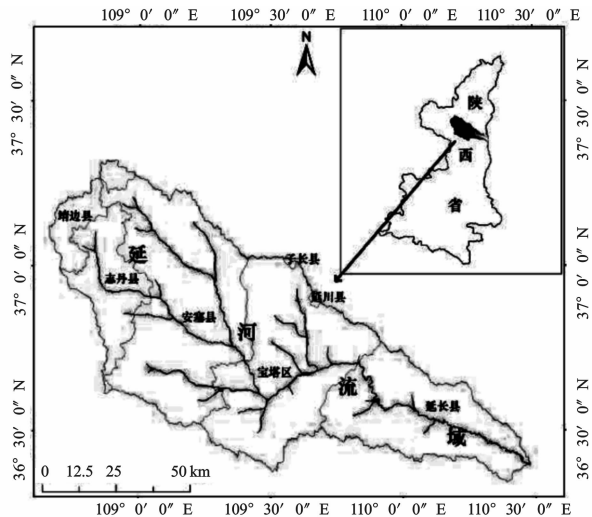 109° 0′ 0″ E
109° 30′ 0″ E
110° 0′ 0″ E
110° 30′ 0″ E
37° 30′ 0″ N
37° 30′ 0″ N
N
陕
西
省
靖边县
延
子长县
37° 0′ 0″ N
37° 0′ 0″ N
志丹县
延川县
安塞县
河
宝塔区
流
延长县
域
36° 30′ 0″ N
36° 30′ 0″ N
0 12.5 25 50 km
109° 0′ 0″ E
109° 30′ 0″ E
110° 0′ 0″ E
110° 30′ 0″ E